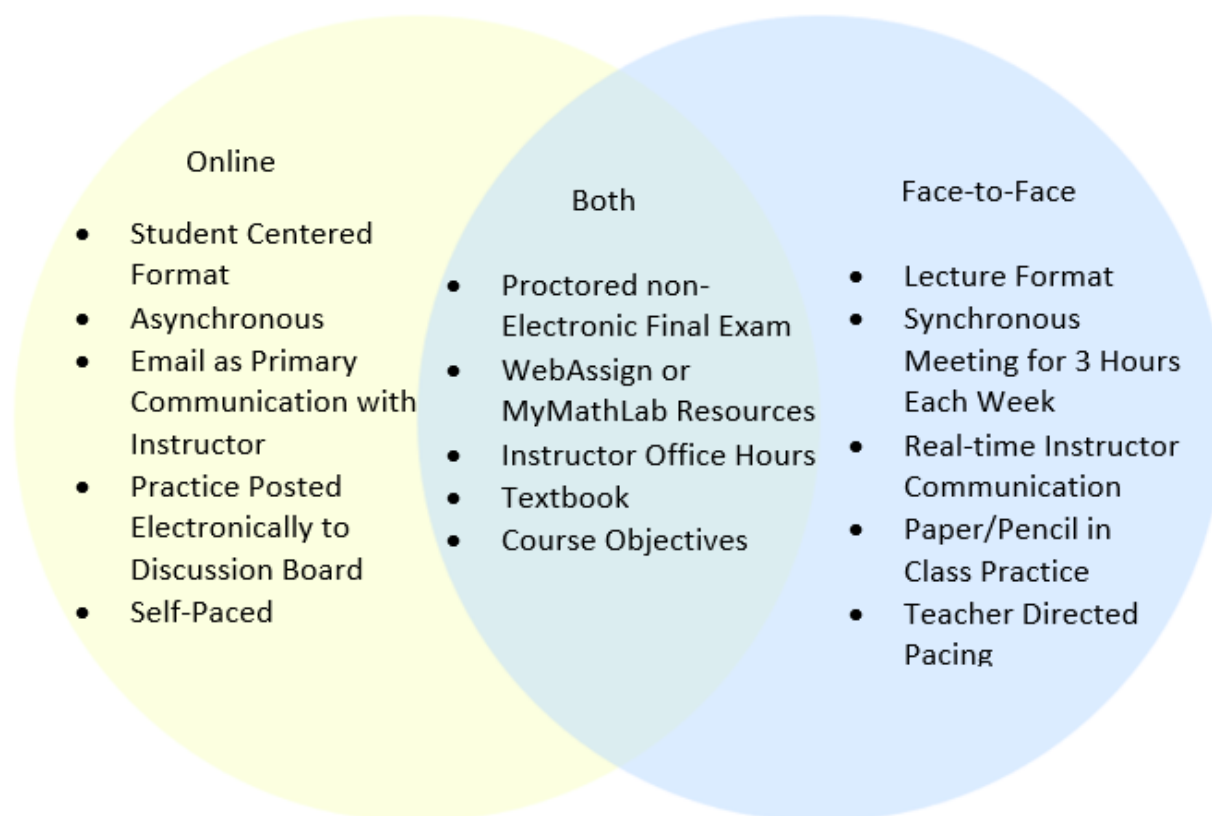 Online
• Student Centered
Format
• Asynchronous
• Email as Primary
Communication with
Instructor
• Practice Posted
Electronically to
Discussion Board
• Self-Paced
Both
• Proctored non-
Electronic Final Exam
• WebAssign or
MyMathLab Resources
• Instructor Office Hours
• Textbook
• Course Objectives
Face-to-Face
• Lecture Format
• Synchronous
Meeting for 3 Hours
Each Week
• Real-time Instructor
Communication
• Paper/Pencil in
Class Practice
• Teacher Directed
Pacing